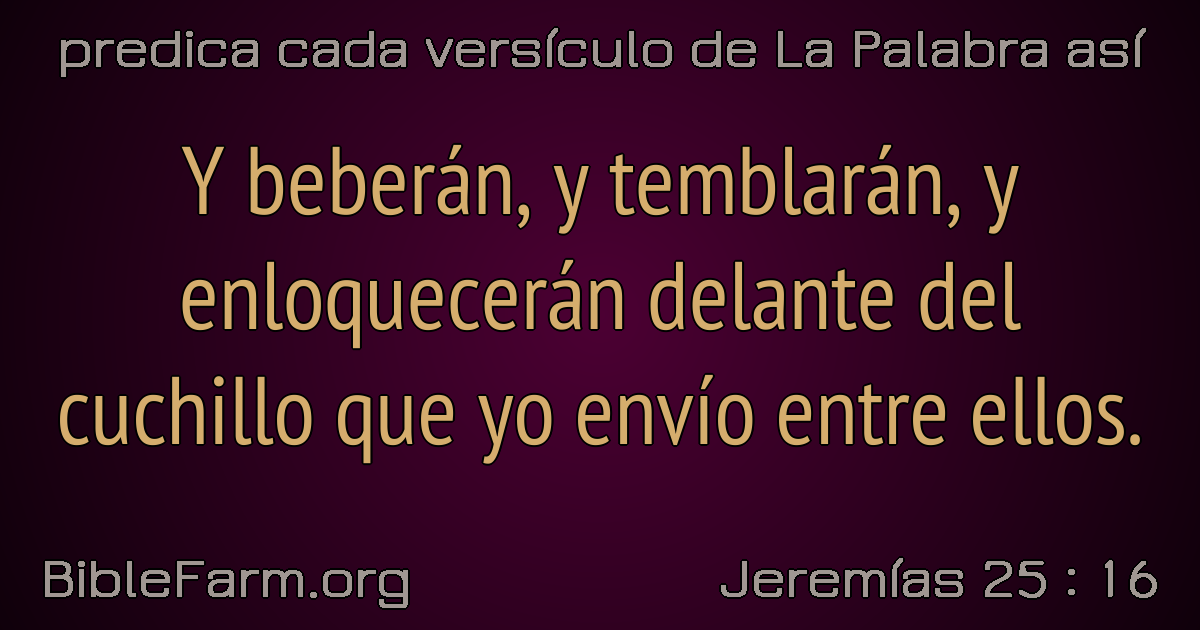 predica cada versículo de La Palabra así
Y beberán, y temblarán, y
enloquecerán delante del
cuchillo que yo envío entre ellos.
BibleFarm.org
Jeremías 25 : 16